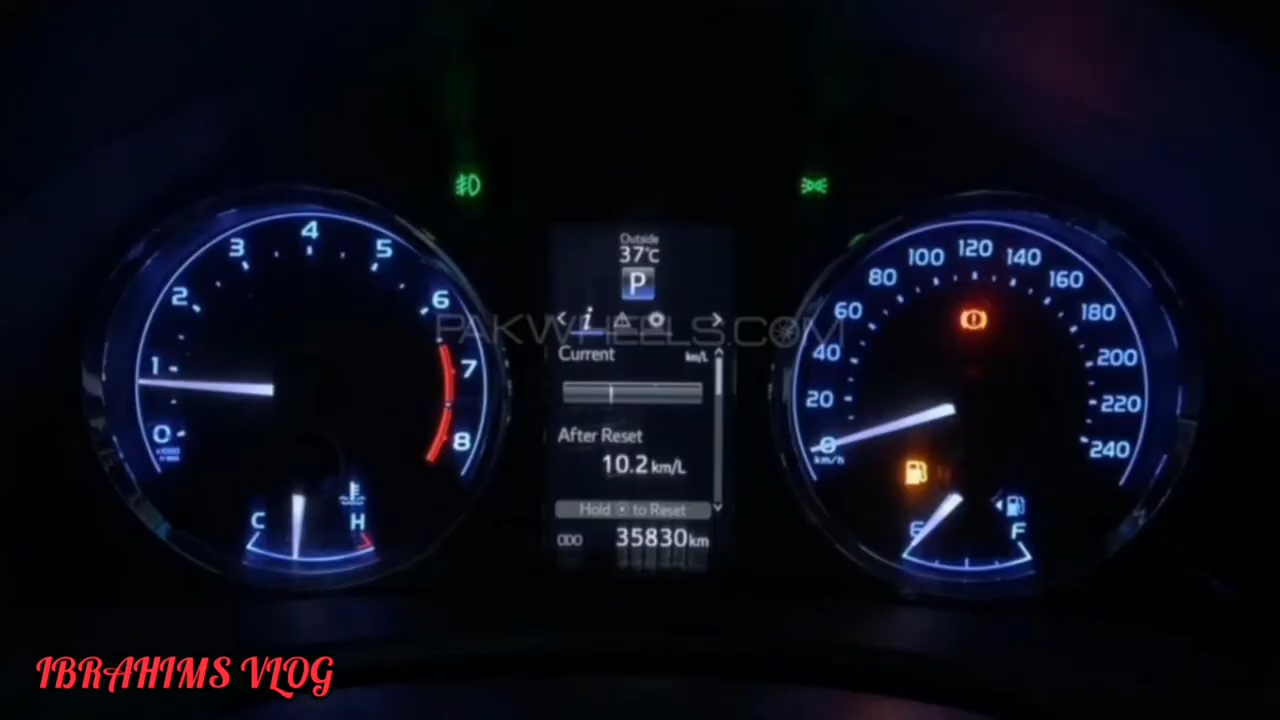 Outside
37°C
P
PAKWHEELS.COM
Current km/L
After Reset
10.2 km/L
Hold to Reset
ODO 35830 km
0 1 2 3 4 5 6 7 8
x1000
r/min
C H
0 20 40 60 80 100 120 140 160 180 200 220 240
km/h
E F
IBRAHIMS VLOG